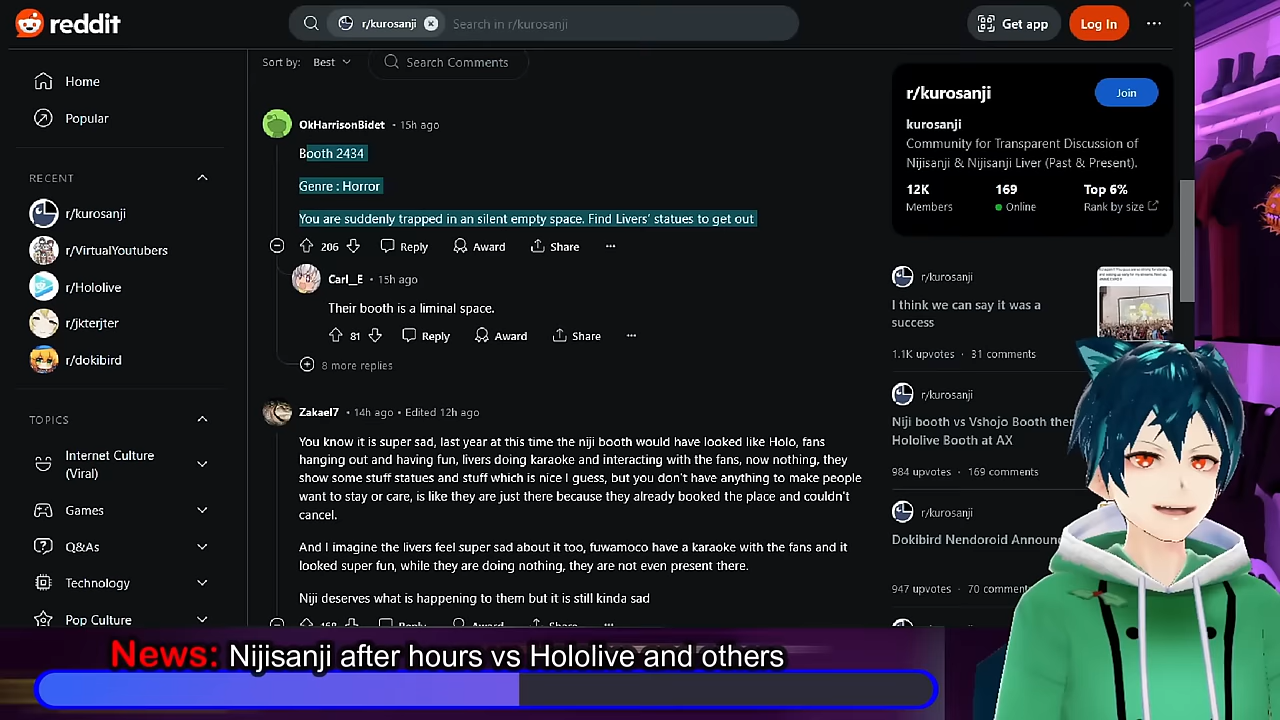 reddit
r/kurosanji
Search in r/kurosanji
Get app
Log In
Home
Popular
RECENT
r/kurosanji
r/VirtualYoutubers
r/Hololive
r/jkterjter
r/dokibird
TOPICS
Internet Culture
(Viral)
Games
Q&As
Technology
Pop Culture
Sort by:
Best
Search Comments
OkHarrisonBidet • 15h ago
Booth 2434
Genre : Horror
You are suddenly trapped in an silent empty space. Find Livers' statues to get out
206
Reply
Award
Share
Carl_E • 15h ago
Their booth is a liminal space.
81
Reply
Award
Share
8 more replies
Zakael7 • 14h ago • Edited 12h ago
You know it is super sad, last year at this time the niji booth would have looked like Holo, fans
hanging out and having fun, livers doing karaoke and interacting with the fans, now nothing, they
show some stuff statues and stuff which is nice I guess, but you don't have anything to make people
want to stay or care, is like they are just there because they already booked the place and couldn't
cancel.
And I imagine the livers feel super sad about it too, fuwamoco have a karaoke with the fans and it
looked super fun, while they are doing nothing, they are not even present there.
Niji deserves what is happening to them but it is still kinda sad
Reply
Award
Share
r/kurosanji
Join
kurosanji
Community for Transparent Discussion of
Nijisanji & Nijisanji Liver (Past & Present).
12K
169
Top 6%
Members
Online
Rank by size
r/kurosanji
I think we can say it was a
success
1.1K upvotes • 31 comments
r/kurosanji
Niji booth vs Vshojo Booth then
Hololive Booth at AX
984 upvotes • 169 comments
r/kurosanji
Dokibird Nendoroid Announ
947 upvotes • 70 comment
r/kurosanji
News: Nijisanji after hours vs Hololive and others